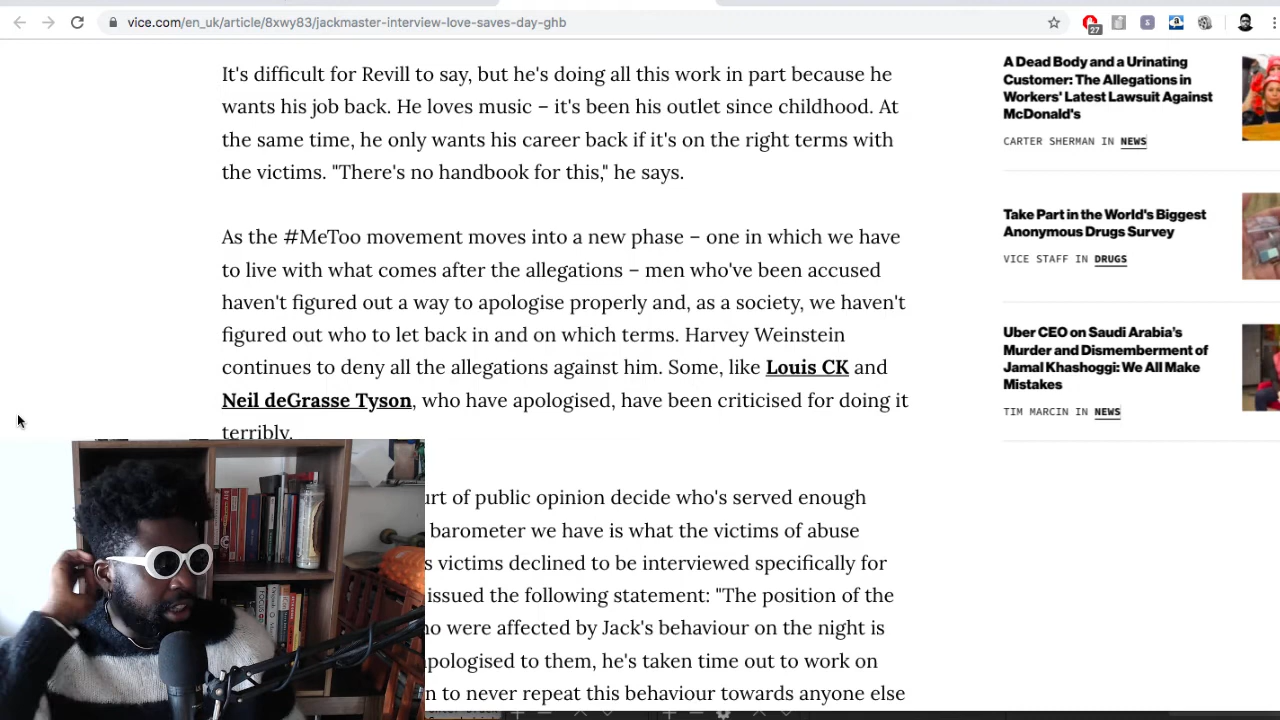 vice.com/en_uk/article/8xwy83/jackmaster-interview-love-saves-day-ghb
27
It's difficult for Revill to say, but he's doing all this work in part because he
wants his job back. He loves music – it's been his outlet since childhood. At
the same time, he only wants his career back if it's on the right terms with
the victims. "There's no handbook for this," he says.
As the #MeToo movement moves into a new phase – one in which we have
to live with what comes after the allegations – men who've been accused
haven't figured out a way to apologise properly and, as a society, we haven't
figured out who to let back in and on which terms. Harvey Weinstein
continues to deny all the allegations against him. Some, like Louis CK and
Neil deGrasse Tyson, who have apologised, have been criticised for doing it
terribly.
urt of public opinion decide who's served enough
barometer we have is what the victims of abuse
s victims declined to be interviewed specifically for
issued the following statement: "The position of the
ho were affected by Jack's behaviour on the night is
apologised to them, he's taken time out to work on
n to never repeat this behaviour towards anyone else
A Dead Body and a Urinating
Customer: The Allegations in
Workers' Latest Lawsuit Against
McDonald's
CARTER SHERMAN IN NEWS
Take Part in the World's Biggest
Anonymous Drugs Survey
VICE STAFF IN DRUGS
Uber CEO on Saudi Arabia's
Murder and Dismemberment of
Jamal Khashoggi: We All Make
Mistakes
TIM MARCIN IN NEWS